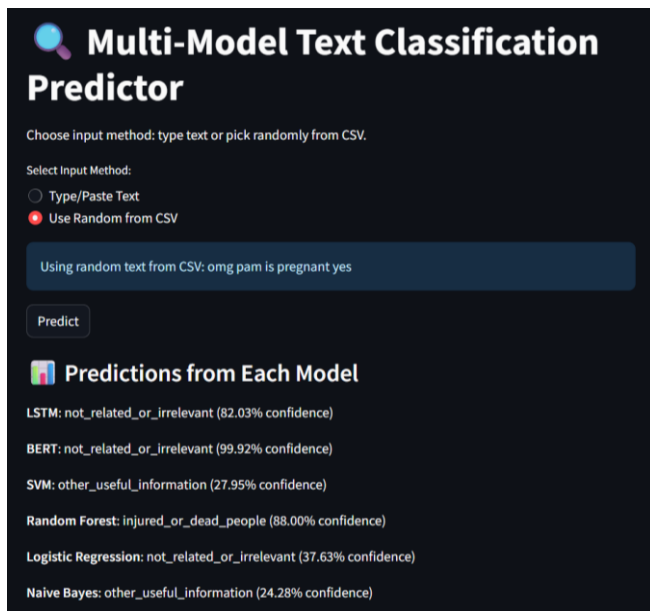 Multi-Model Text Classification
Predictor
Choose input method: type text or pick randomly from CSV.
Select Input Method:
Type/Paste Text
Use Random from CSV
Using random text from CSV: omg pam is pregnant yes
Predict
Predictions from Each Model
LSTM: not_related_or_irrelevant (82.03% confidence)
BERT: not_related_or_irrelevant (99.92% confidence)
SVM: other_useful_information (27.95% confidence)
Random Forest: injured_or_dead_people (88.00% confidence)
Logistic Regression: not_related_or_irrelevant (37.63% confidence)
Naive Bayes: other_useful_information (24.28% confidence)